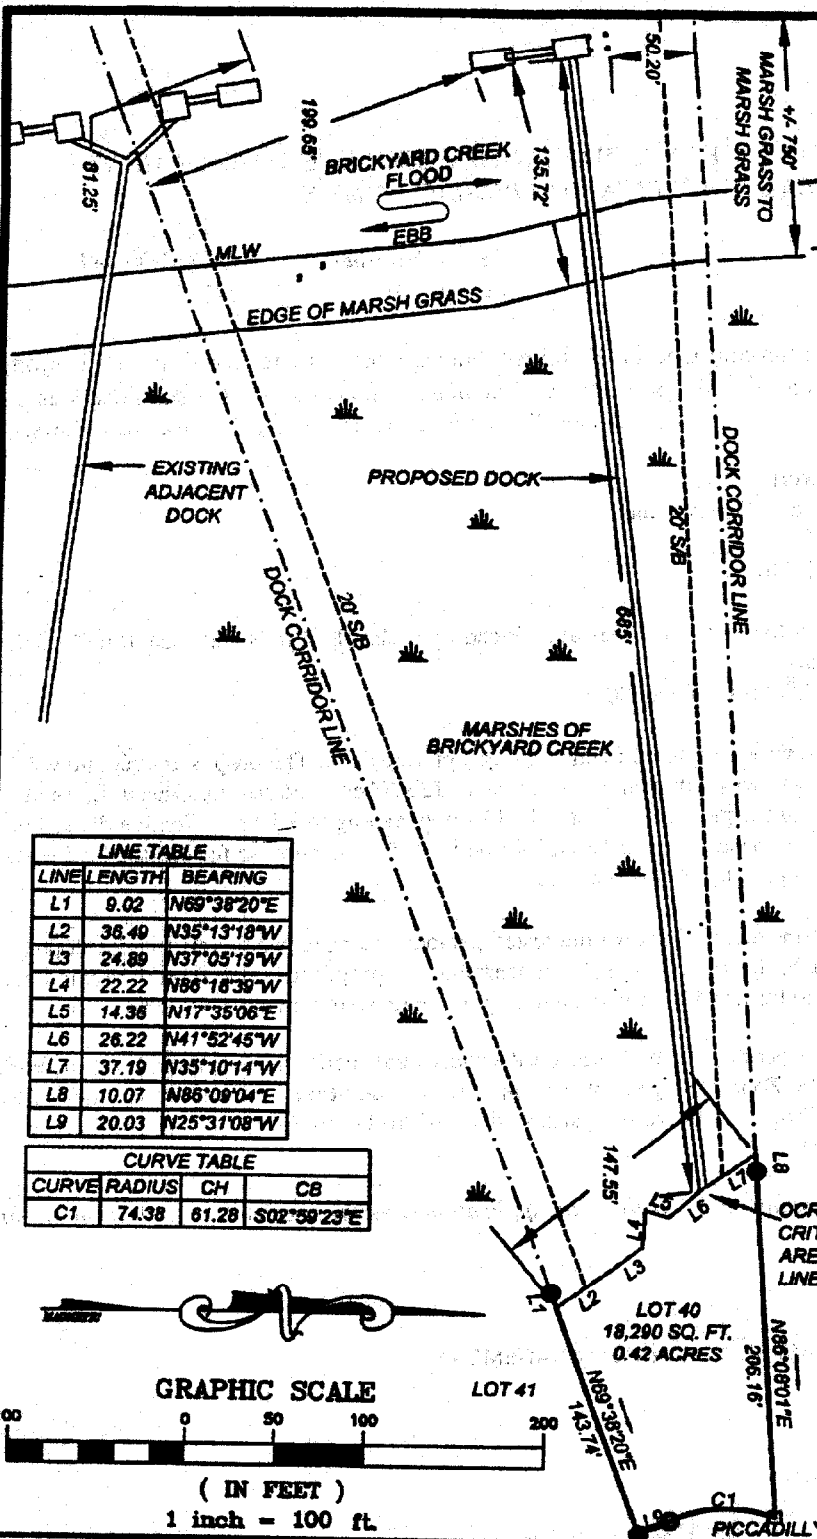 50.20'
+/- 750'
MARSH GRASS TO
MARSH GRASS
199.65'
135.72'
81.25'
BRICKYARD CREEK
FLOOD
EBB
MLW
EDGE OF MARSH GRASS
EXISTING
ADJACENT
DOCK
PROPOSED DOCK
DOCK CORRIDOR LINE
20' S/B
685'
20' S/B
DOCK CORRIDOR LINE
MARSHES OF
BRICKYARD CREEK
LINE TABLE
LINE LENGTH BEARING
L1 9.02 N69°38'20"E
L2 36.49 N35°13'18"W
L3 24.89 N37°05'19"W
L4 22.22 N86°18'39"W
L5 14.36 N17°35'06"E
L6 26.22 N41°52'45"W
L7 37.19 N35°10'14"W
L8 10.07 N86°09'04"E
L9 20.03 N25°31'08"W
CURVE TABLE
CURVE RADIUS CH CB
C1 74.38 61.28 S02°59'23"E
147.55'
L1
L2
L3
L4
L5
L6
L7
L8
OCR
CRIT
ARE
LINE
LOT 40
18,290 SQ. FT.
0.42 ACRES
N86°08'01"E
206.16'
LOT 41
N69°38'20"E
143.74'
GRAPHIC SCALE
00 0 50 100 200
( IN FEET )
1 inch = 100 ft.
L9
C1
PICCADILLY